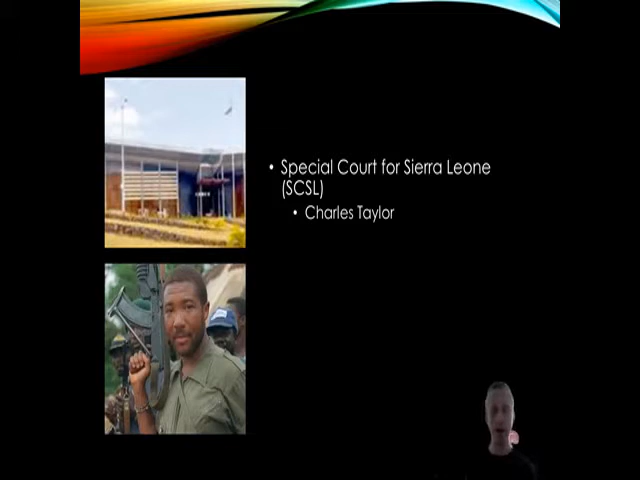 • Special Court for Sierra Leone
(SCSL)
• Charles Taylor